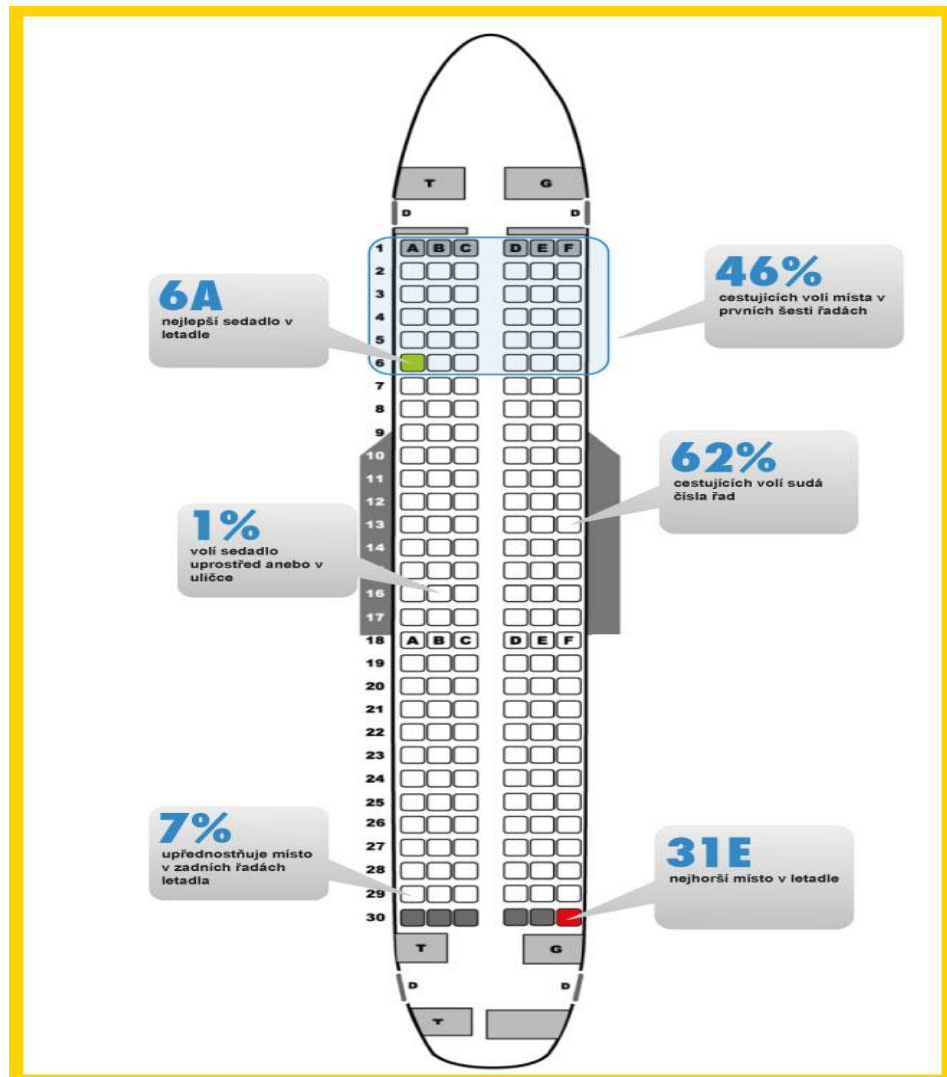 T G
D D
1 A B C D E F
2
3
4
5
6
7
8
9
10
11
12
13
14
16
17
18 A B C D E F
19
20
21
22
23
24
25
26
27
28
29
30
T G
D D
T
6A
nejlepší sedadlo v
letadle
46%
cestujících volí místa v
prvních šesti řadách
62%
cestujících volí sudá
čísla řad
1%
volí sedadlo
uprostřed anebo v
uličce
7%
upřednostňuje místo
v zadních řadách
letadla
31E
nejhorší místo v letadle